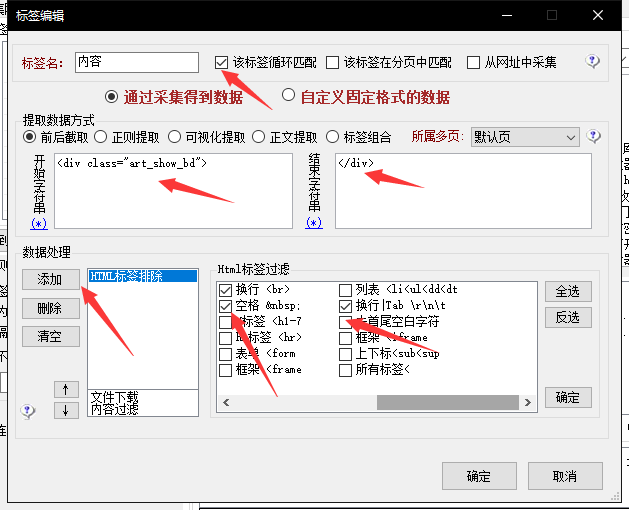 标签编辑
标签名: 内容 该标签循环匹配 该标签在分页中匹配 从网址中采集
通过采集得到数据 自定义固定格式的数据
提取数据方式
前后截取 正则提取 可视化提取 正文提取 标签组合 所属多页: 默认页
开始字符串 (*)
<div class="art_show_bd">
结束字符串 (*)
</div>
数据处理
添加
删除
清空
↑
↓
HTML标签排除
文件下载
内容过滤
Html标签过滤
换行 <br> 列表 <li<ul<dd<dt
空格 &nbsp; 换行|Tab \r\n\t
标签 <h1-7 首尾空白字符
标签 <hr> 框架 <iframe
表单 <form 上下标<sub<sup
框架 <frame 所有标签<
全选
反选
确定
确定 取消